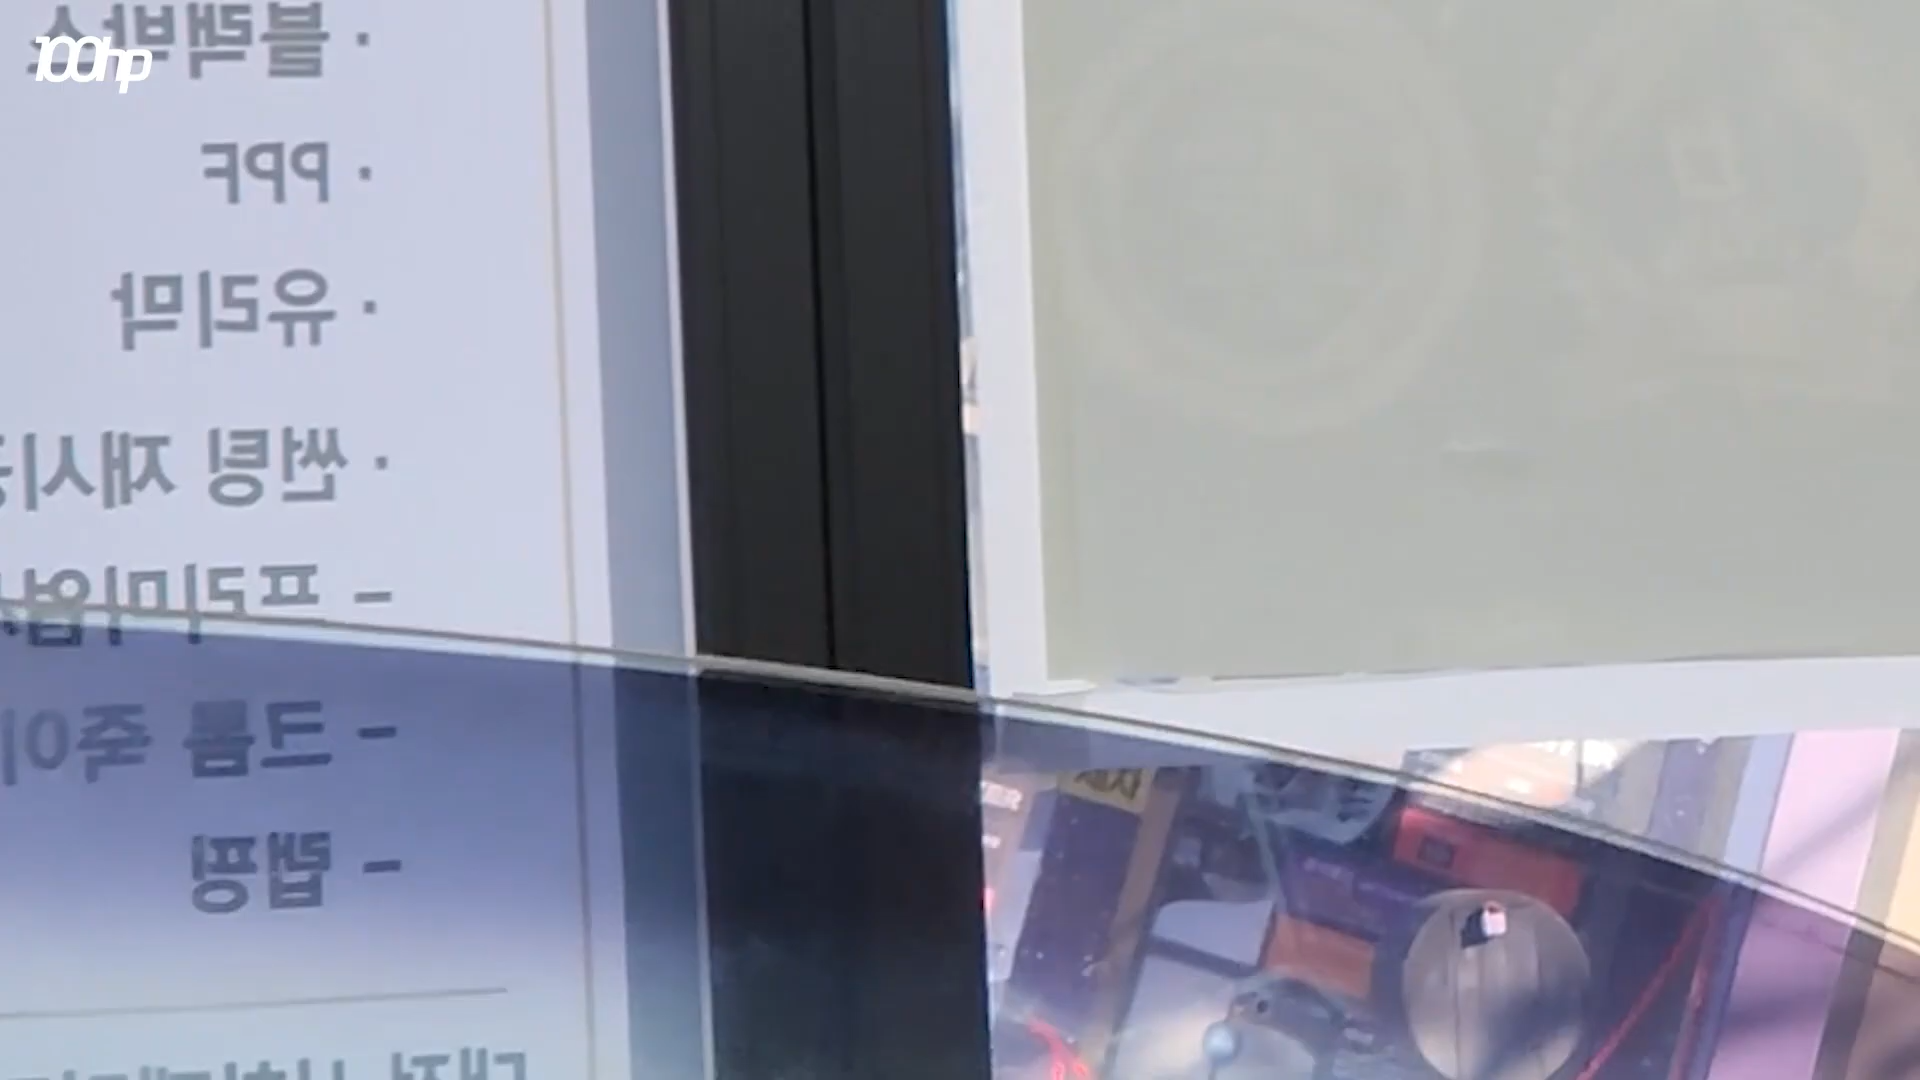 100hp
· 블랙박스
· PPF
· 유리막
· 썬팅 재시공
- 프리미엄
- 크롬 죽이
- 랩핑